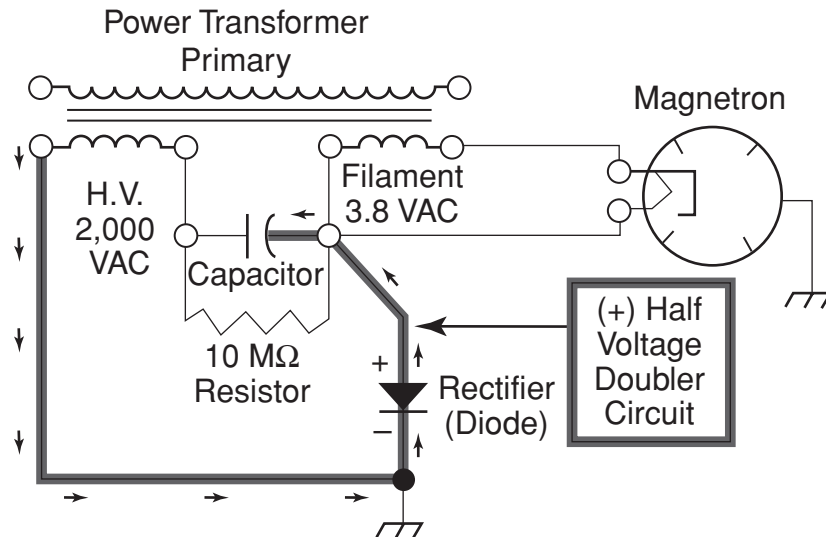 Power Transformer
Primary
Magnetron
H.V.
2,000
VAC
Filament
3.8 VAC
Capacitor
10 MΩ
Resistor
+
Rectifier
(Diode)
−
(+) Half
Voltage
Doubler
Circuit